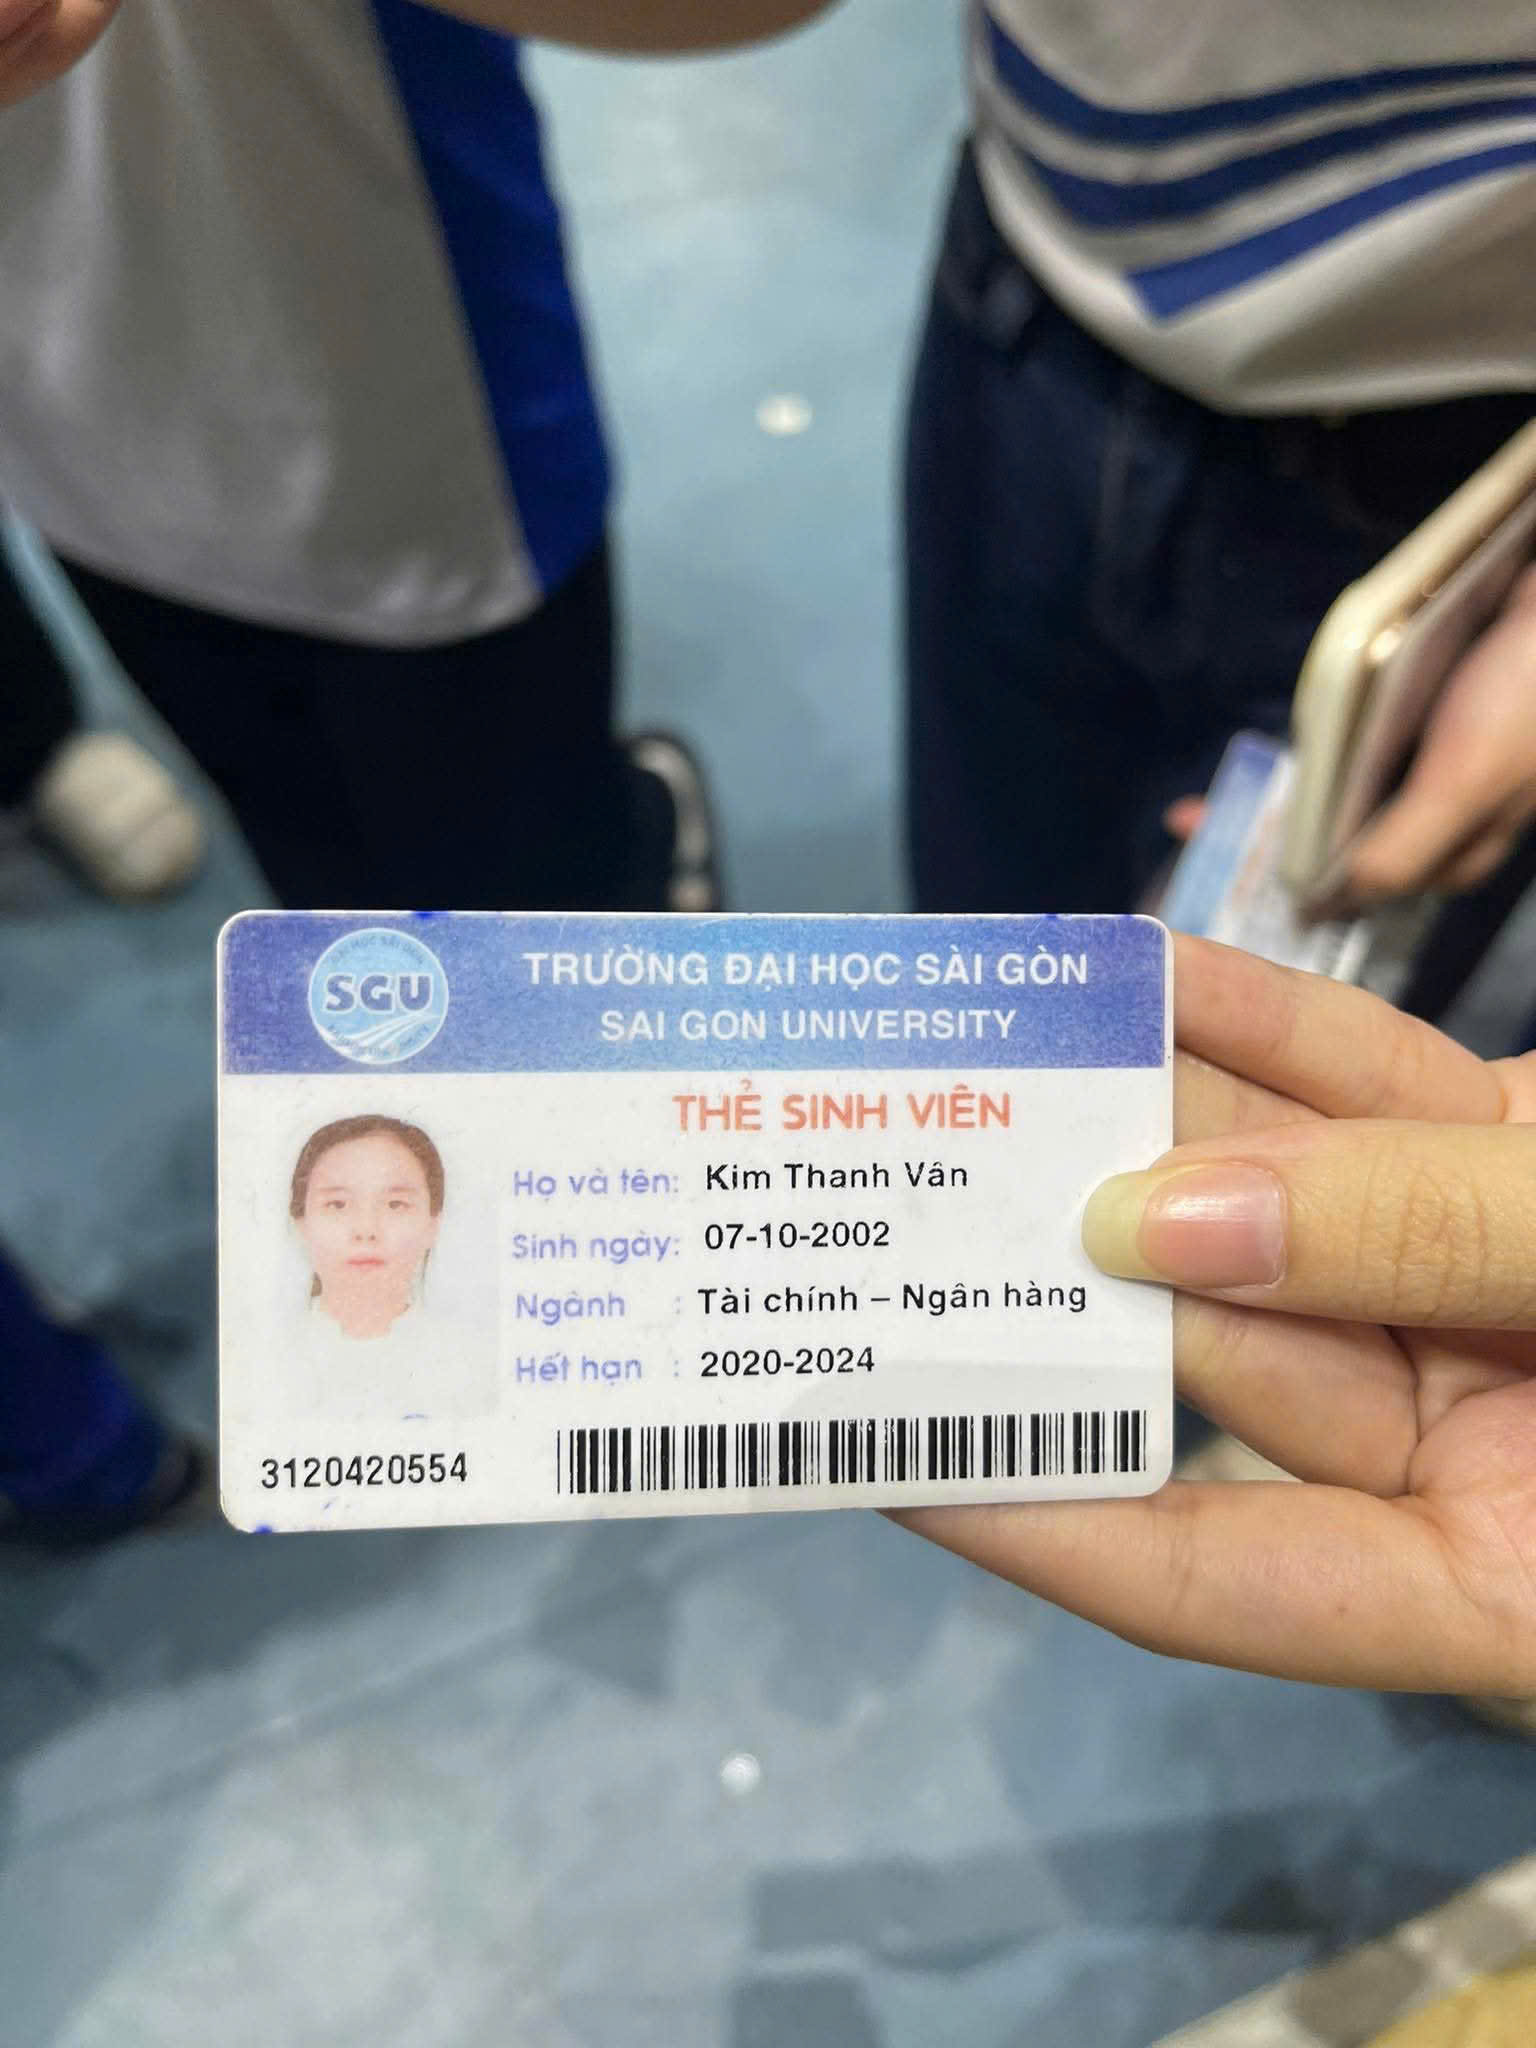 SGU
TRƯỜNG ĐẠI HỌC SÀI GÒN
SAI GON UNIVERSITY
THẺ SINH VIÊN
Họ và tên: Kim Thanh Vân
Sinh ngày: 07-10-2002
Ngành : Tài chính – Ngân hàng
Hết hạn : 2020-2024
3120420554